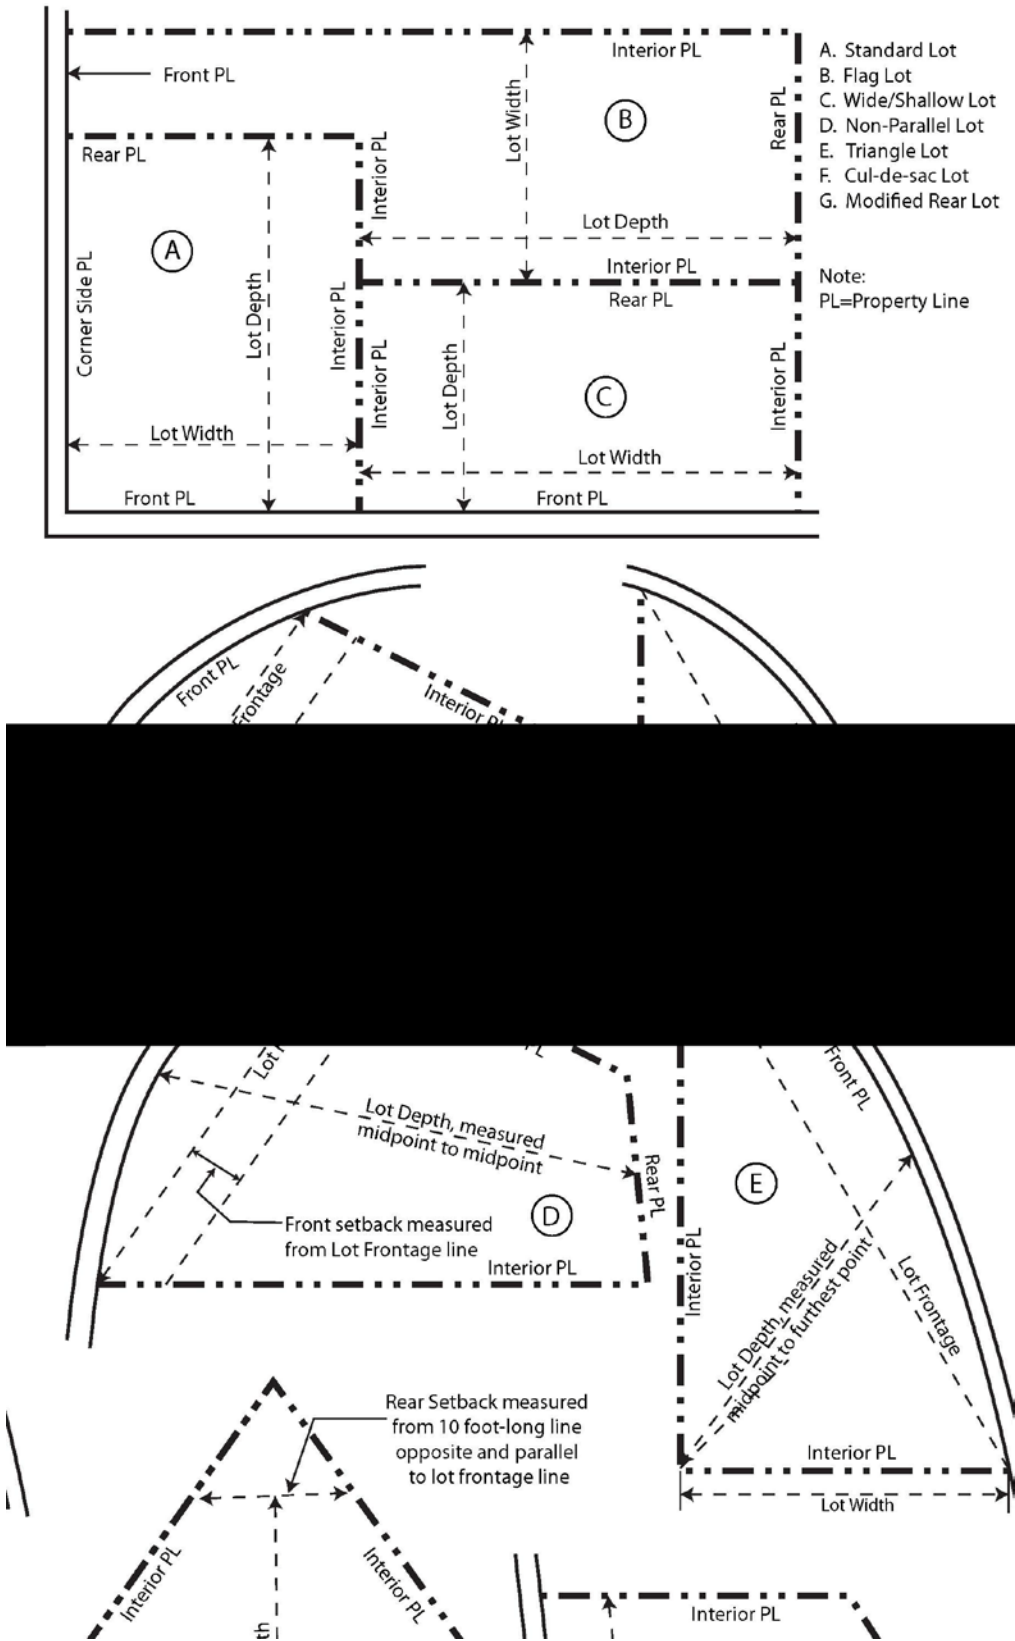 Interior PL
Front PL
Rear PL
Interior PL
Lot Width
B
Rear PL
A. Standard Lot
B. Flag Lot
C. Wide/Shallow Lot
D. Non-Parallel Lot
E. Triangle Lot
F. Cul-de-sac Lot
G. Modified Rear Lot
Note:
PL=Property Line
A
Corner Side PL
Lot Depth
Interior PL
Lot Width
Front PL
Lot Depth
Interior PL
Rear PL
Interior PL
Lot Depth
C
Interior PL
Lot Width
Front PL
Front PL
Frontage
Interior PL
Lot
PL
Lot Depth, measured
midpoint to midpoint
Rear PL
D
Front setback measured
from Lot Frontage line
Interior PL
Front PL
E
Interior PL
Lot Depth, measured
midpoint to furthest point
Lot Frontage
Interior PL
Lot Width
Rear Setback measured
from 10 foot-long line
opposite and parallel
to lot frontage line
Interior PL
Interior PL
Interior PL